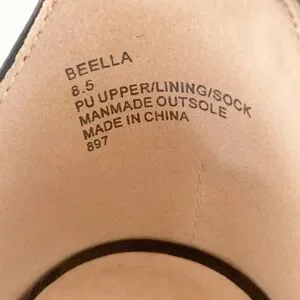 BEELLA
8.5
PU UPPER/LINING/SOCK
MANMADE OUTSOLE
MADE IN CHINA
897